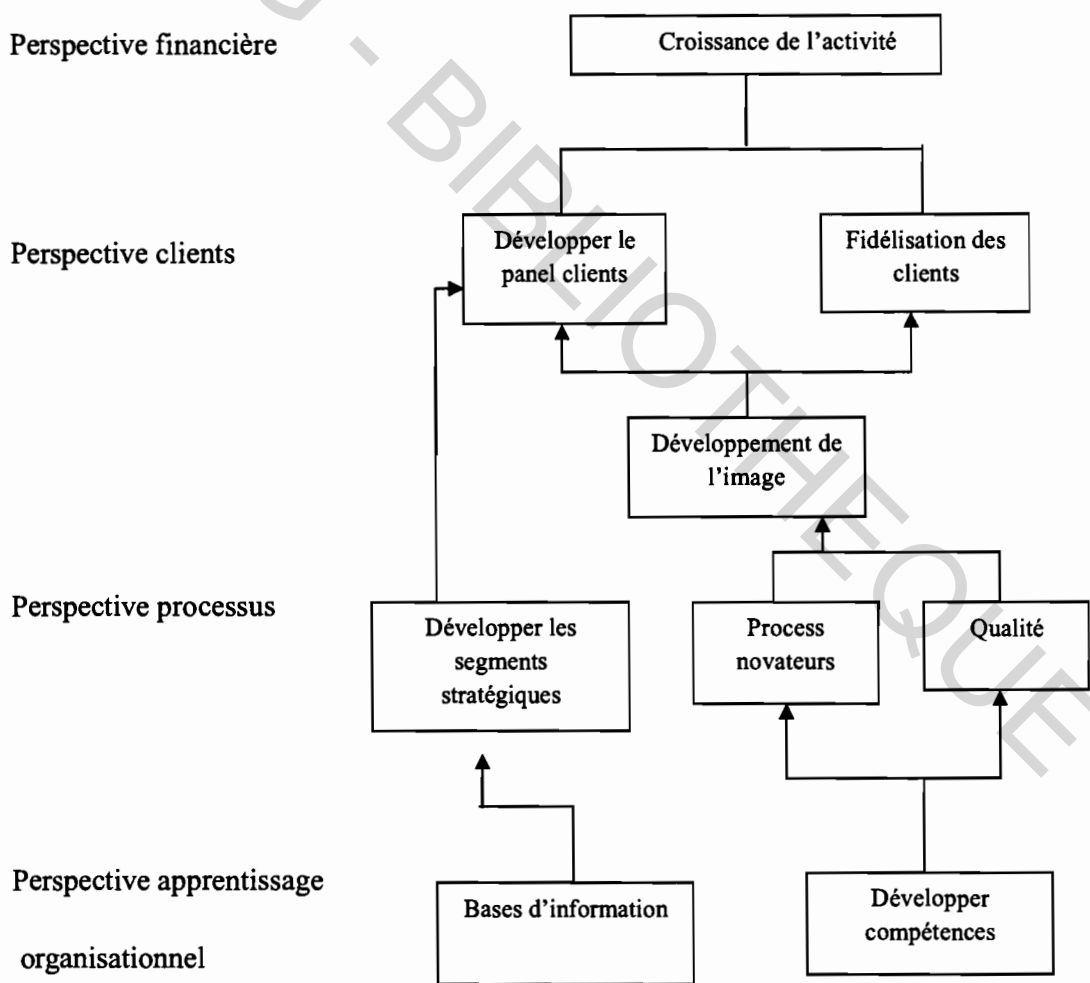 Perspective financière
Croissance de l'activité
Perspective clients
Développer le
panel clients
Fidélisation des
clients
Développement de
l'image
Perspective processus
Développer les
segments
stratégiques
Process
novateurs
Qualité
Perspective apprentissage
organisationnel
Bases d'information
Développer
compétences
- BIBLIOTHEQUE